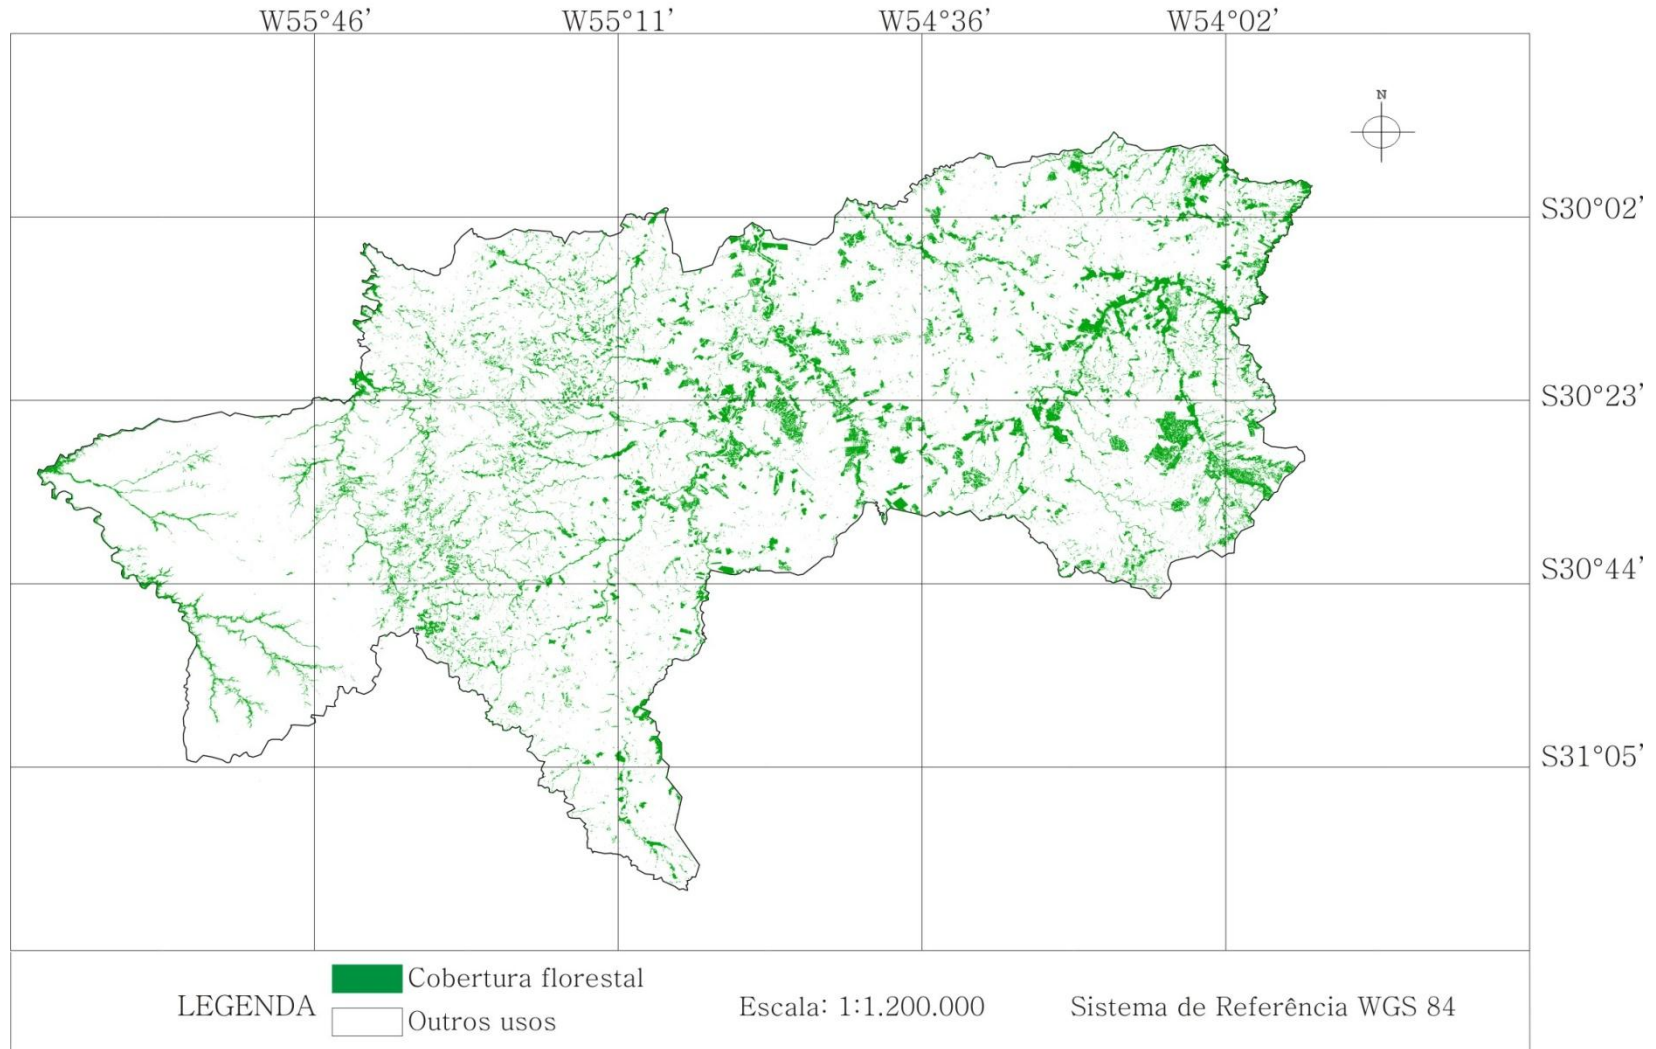 W55°46' W55°11' W54°36' W54°02'
N
S30°02'
S30°23'
S30°44'
S31°05'
Cobertura florestal
LEGENDA Escala: 1:1.200.000 Sistema de Referência WGS 84
Outros usos